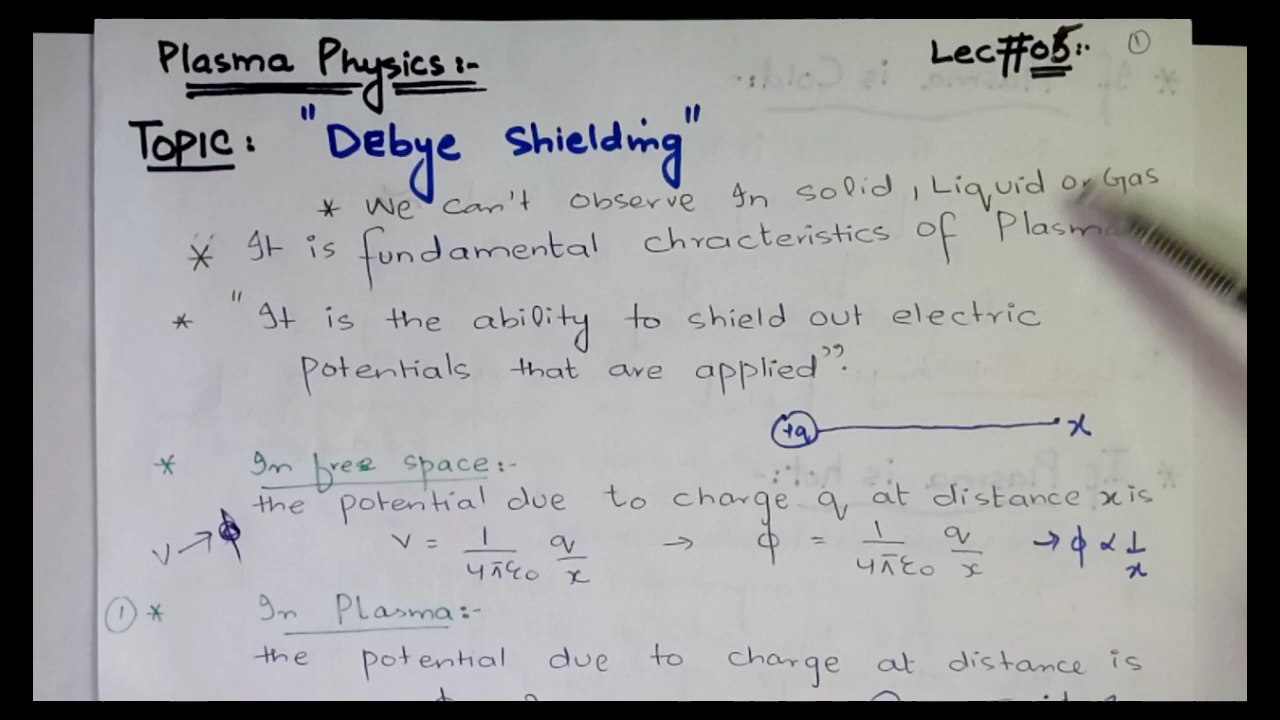 Plasma Physics:-
Lec#05:- ①
Topic: "Debye Shielding"
* We can't observe In solid, Liquid or Gas
* It is fundamental chracteristics of Plasma
* "It is the ability to shield out electric
potentials that are applied".
+q x
* In free space:-
the potential due to charge q at distance x is
V → ϕ
V = 1/4πε0 q/x → ϕ = 1/4πε0 q/x → ϕ ∝ 1/x
① * In Plasma:-
the potential due to charge at distance is